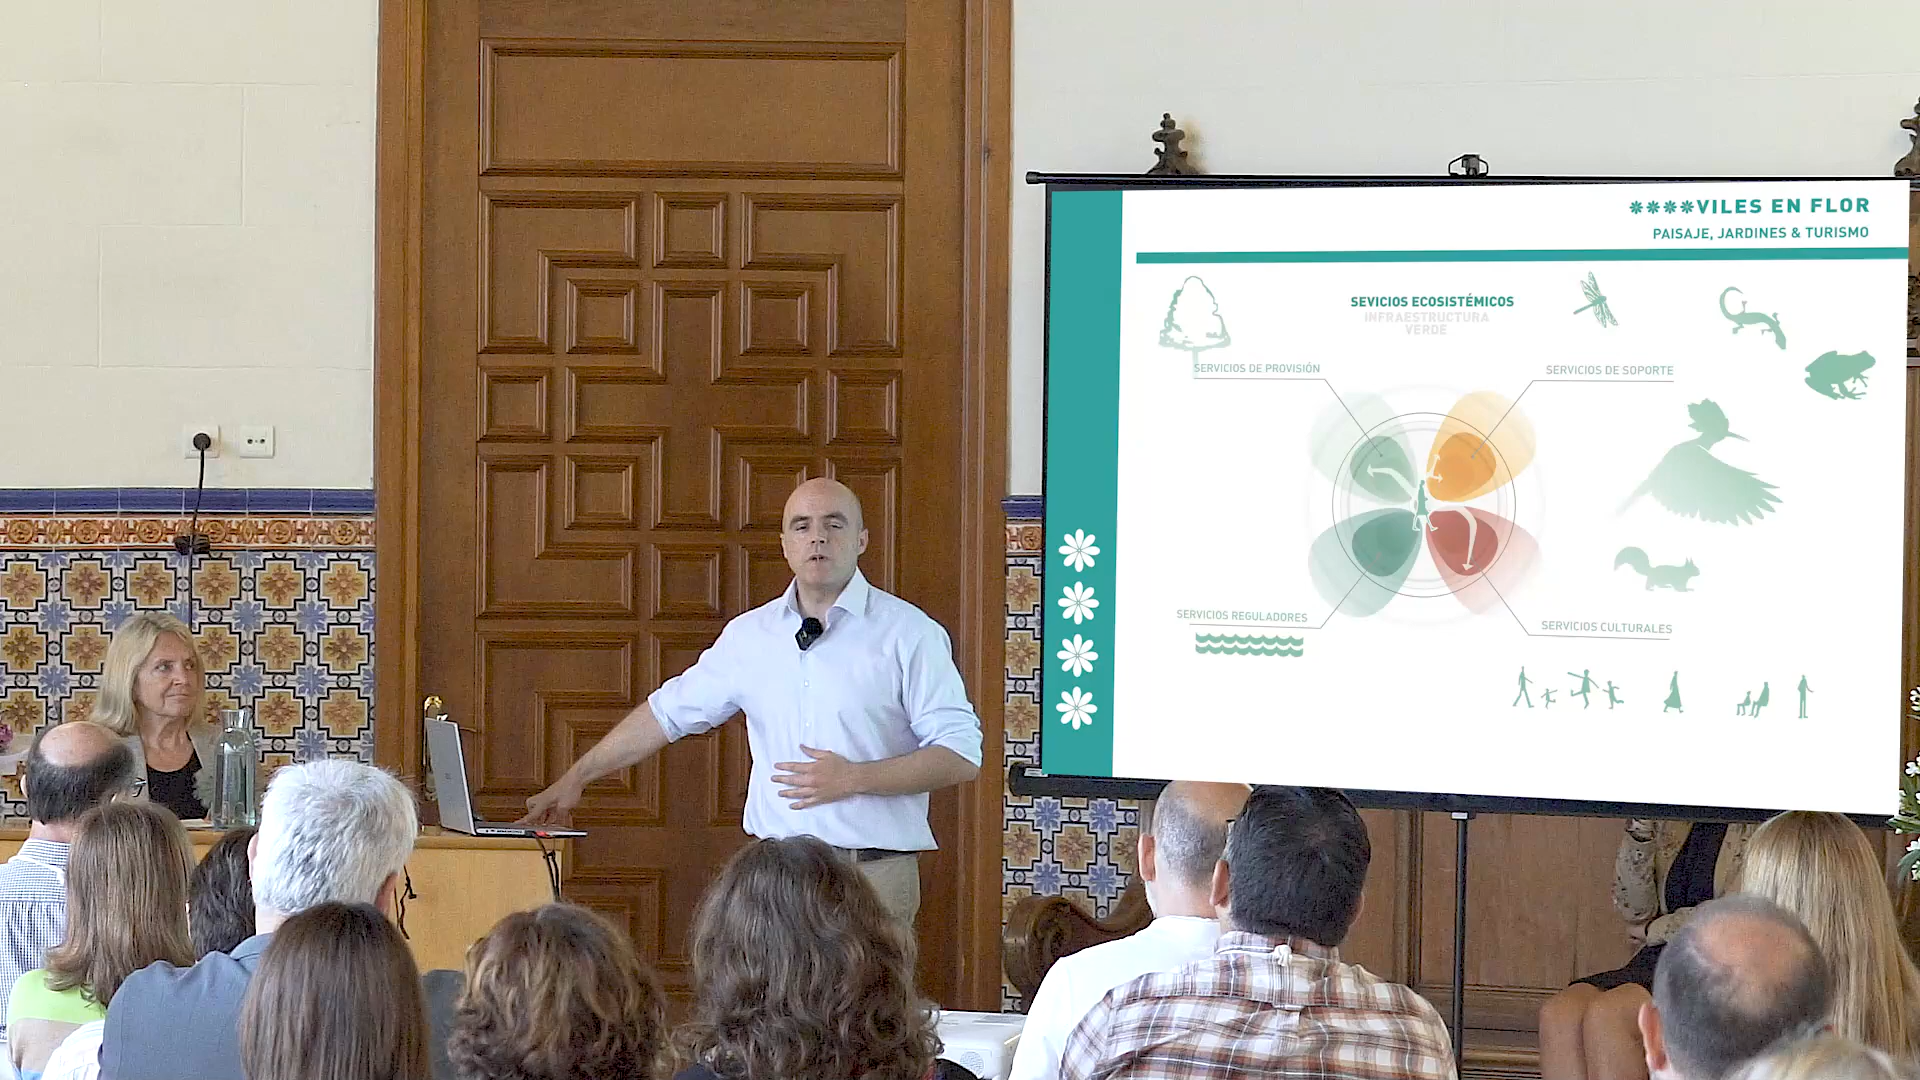 ****VILES EN FLOR
PAISAJE, JARDINES & TURISMO
SEVICIOS ECOSISTÉMICOS
INFRAESTRUCTURA
VERDE
SERVICIOS DE PROVISIÓN
SERVICIOS DE SOPORTE
SERVICIOS REGULADORES
SERVICIOS CULTURALES